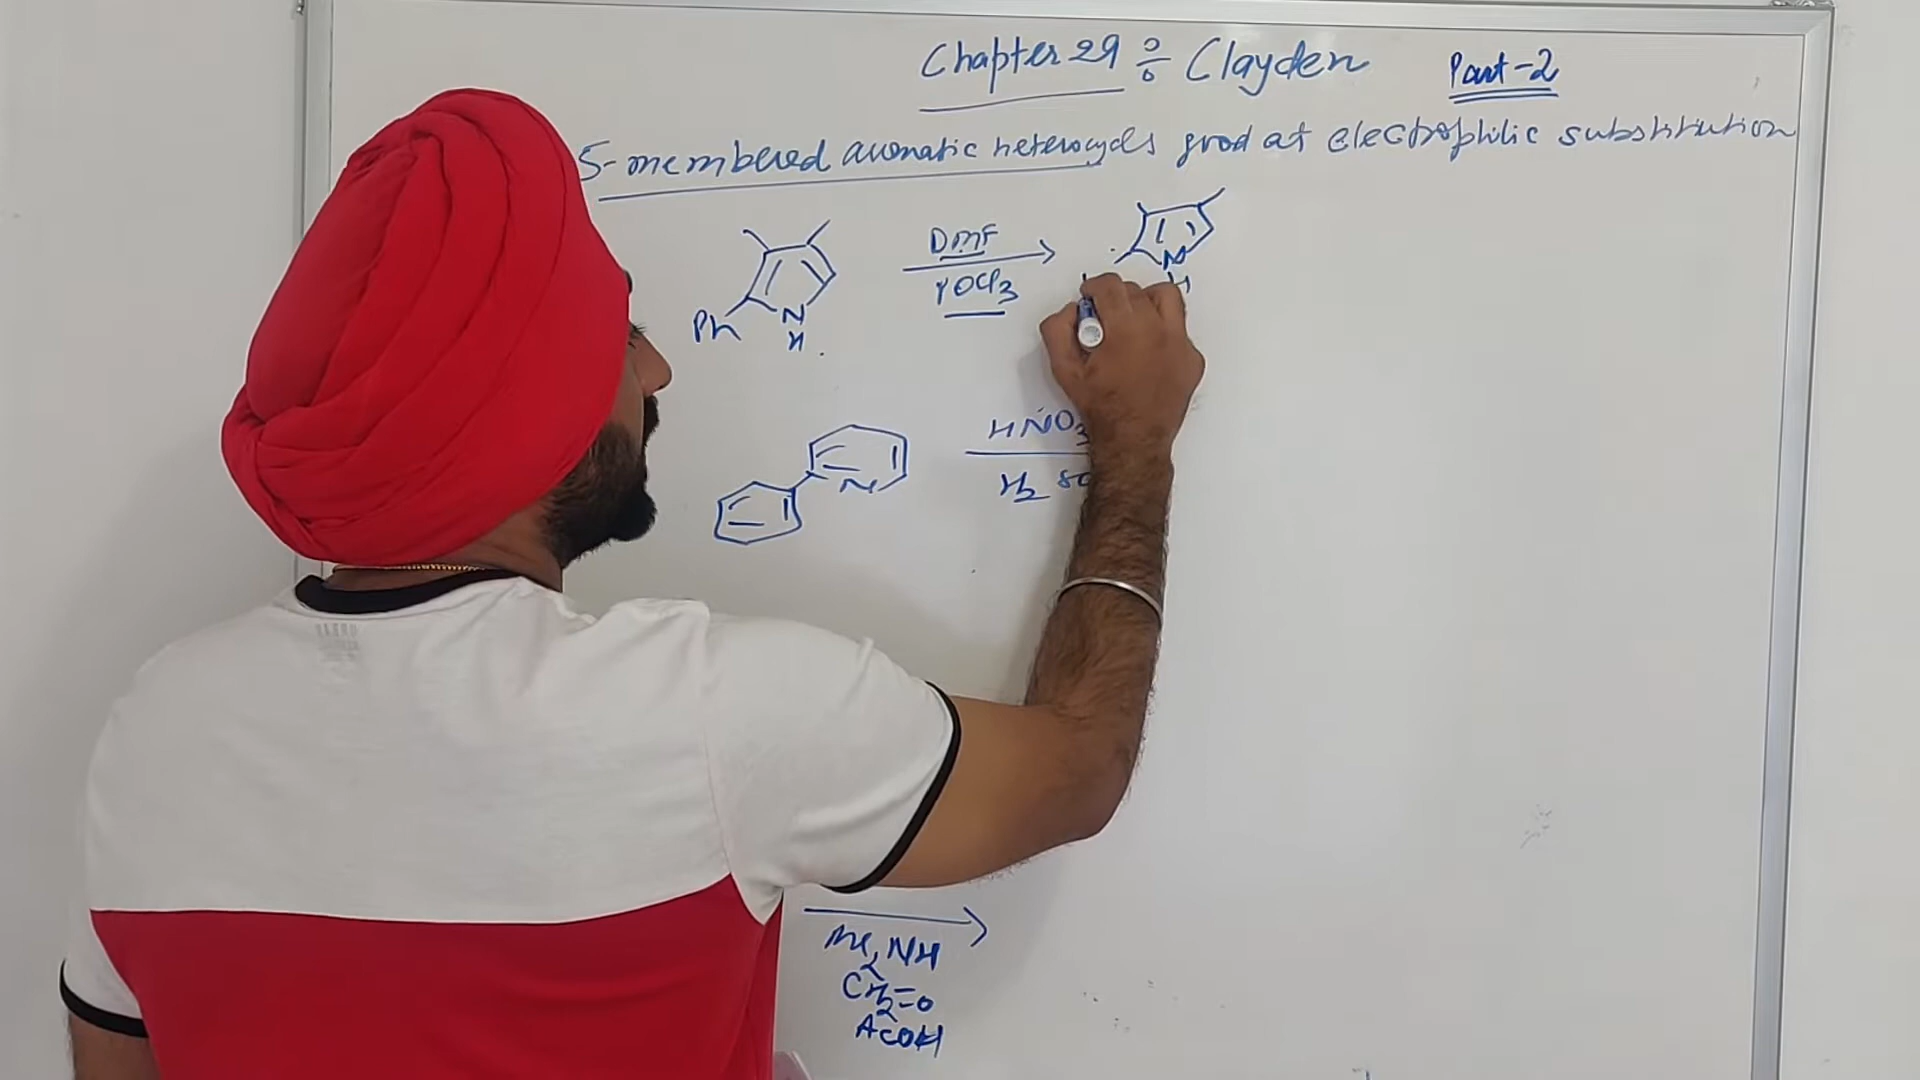 Chapter 29 ÷ Clayden Part-2
5-membered aromatic heterocycls good at electrophilic substitution
DMF
POCl3
Ph
N
H
N
H
HNO3
H2 SO
N
Me2NH
CH2=O
AcOH